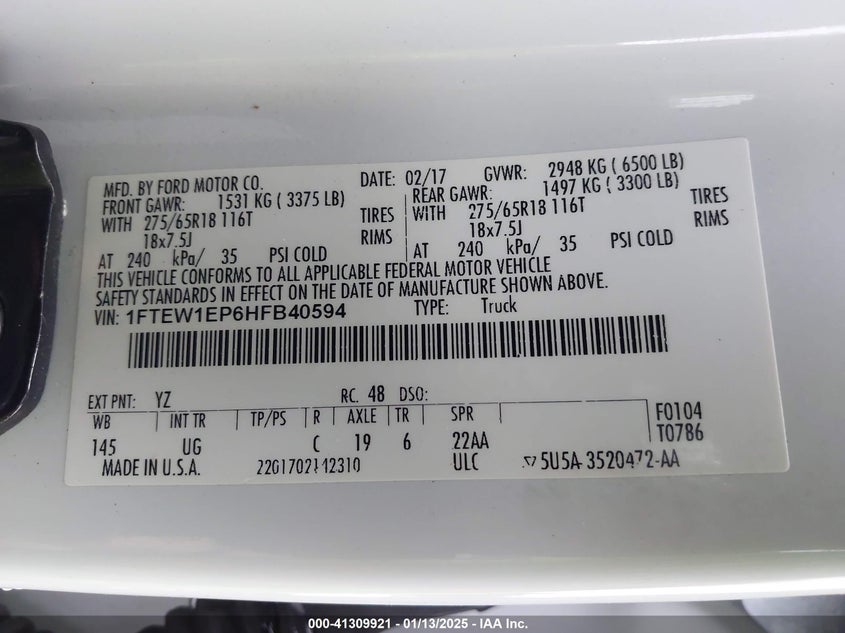 MFD. BY FORD MOTOR CO. DATE: 02/17 GVWR: 2948 KG ( 6500 LB)
FRONT GAWR: 1531 KG ( 3375 LB) REAR GAWR: 1497 KG ( 3300 LB)
WITH 275/65R18 116T TIRES WITH 275/65R18 116T TIRES
18x7.5J RIMS 18x7.5J RIMS
AT 240 kPa/ 35 PSI COLD AT 240 kPa/ 35 PSI COLD
THIS VEHICLE CONFORMS TO ALL APPLICABLE FEDERAL MOTOR VEHICLE
SAFETY STANDARDS IN EFFECT ON THE DATE OF MANUFACTURE SHOWN ABOVE.
VIN: 1FTEW1EP6HFB40594 TYPE: Truck
EXT PNT: YZ RC: 48 DSO:
WB INT TR TP/PS R AXLE TR SPR F0104
145 UG C 19 6 22AA T0786
MADE IN U.S.A. ULC 5U5A-3520472-AA
000-41309921 - 01/13/2025 - IAA Inc.